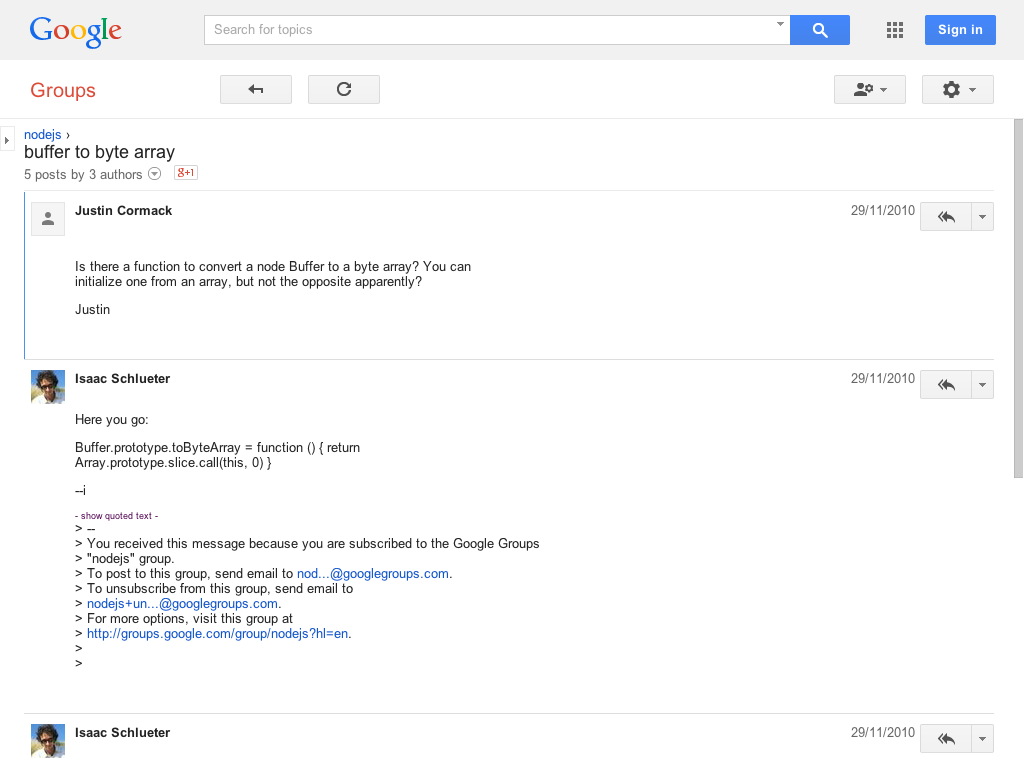 Google
Search for topics
Sign in
Groups
nodejs ›
buffer to byte array
5 posts by 3 authors
g+1
Justin Cormack
29/11/2010
Is there a function to convert a node Buffer to a byte array? You can
initialize one from an array, but not the opposite apparently?
Justin
Isaac Schlueter
29/11/2010
Here you go:
Buffer.prototype.toByteArray = function () { return
Array.prototype.slice.call(this, 0) }
--i
- show quoted text -
> --
> You received this message because you are subscribed to the Google Groups
> "nodejs" group.
> To post to this group, send email to nod...@googlegroups.com.
> To unsubscribe from this group, send email to
> nodejs+un...@googlegroups.com.
> For more options, visit this group at
> http://groups.google.com/group/nodejs?hl=en.
>
>
Isaac Schlueter
29/11/2010